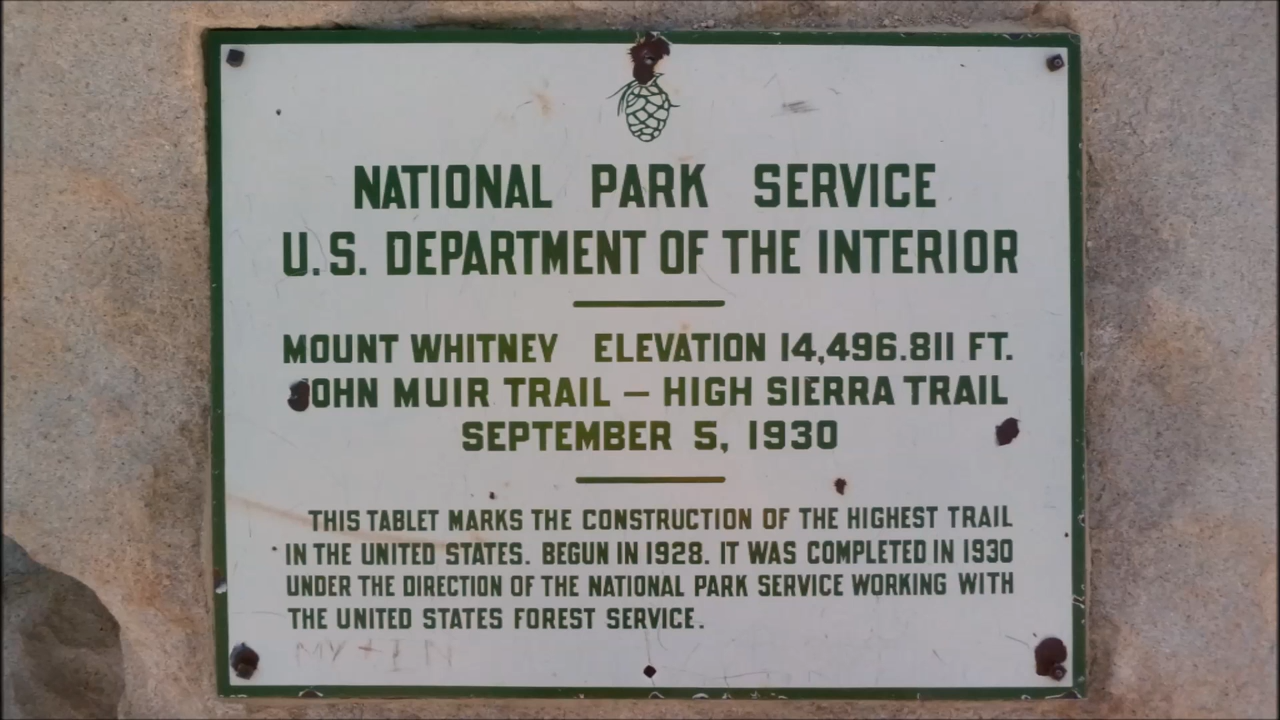 NATIONAL PARK SERVICE
U.S. DEPARTMENT OF THE INTERIOR
MOUNT WHITNEY ELEVATION 14,496.811 FT.
JOHN MUIR TRAIL — HIGH SIERRA TRAIL
SEPTEMBER 5, 1930
THIS TABLET MARKS THE CONSTRUCTION OF THE HIGHEST TRAIL
IN THE UNITED STATES. BEGUN IN 1928. IT WAS COMPLETED IN 1930
UNDER THE DIRECTION OF THE NATIONAL PARK SERVICE WORKING WITH
THE UNITED STATES FOREST SERVICE.